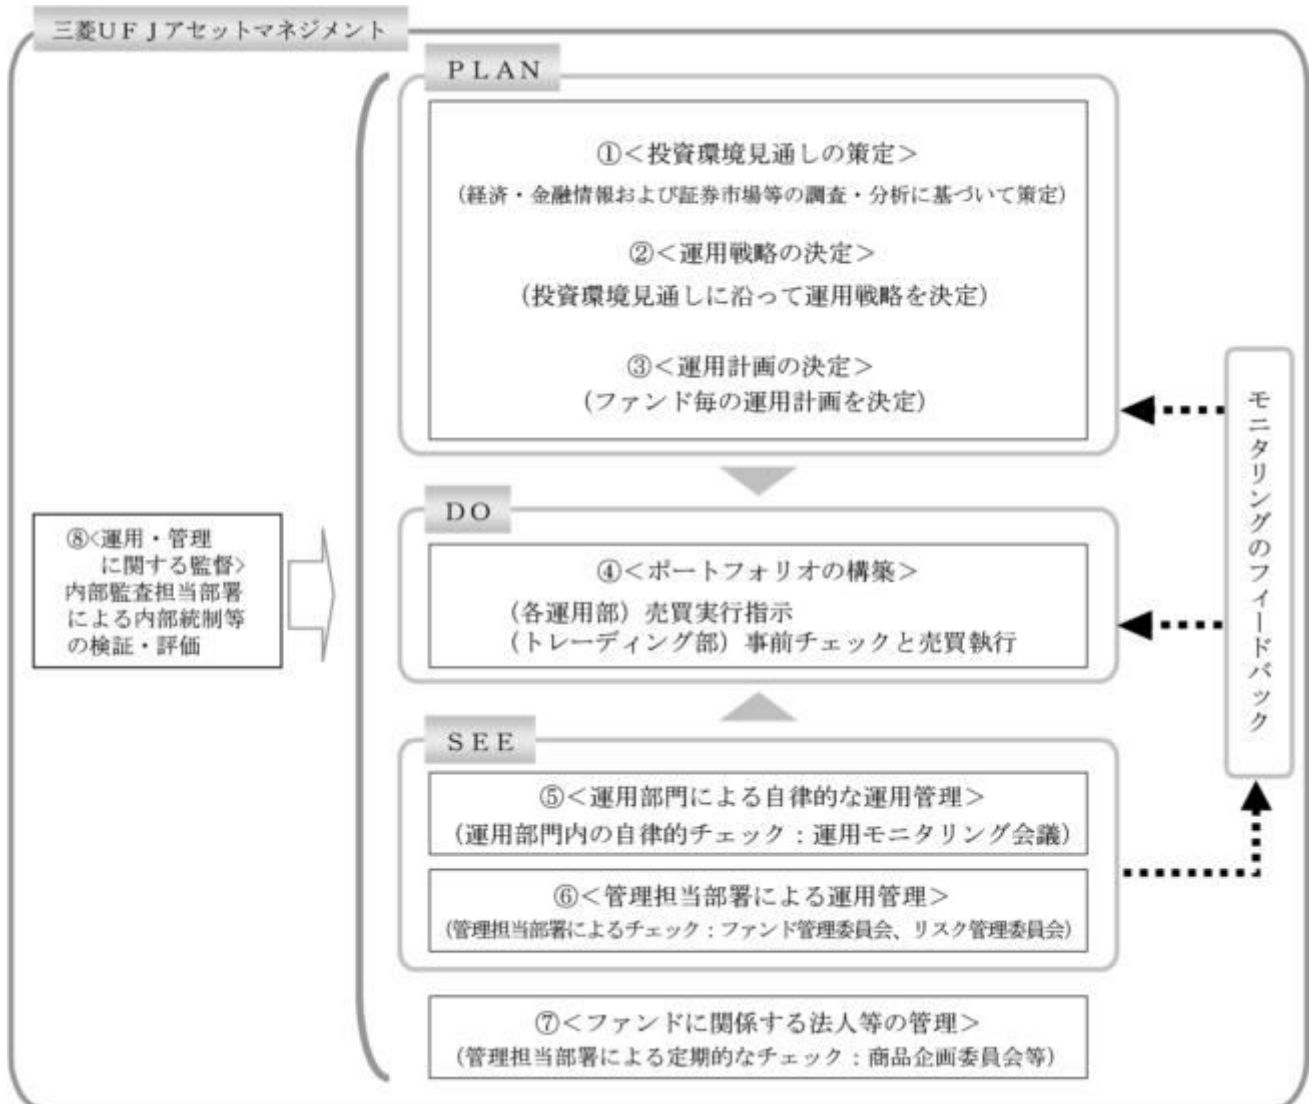 三菱ＵＦＪアセットマネジメント
ＰＬＡＮ
①＜投資環境見通しの策定＞
（経済・金融情報および証券市場等の調査・分析に基づいて策定）
②＜運用戦略の決定＞
（投資環境見通しに沿って運用戦略を決定）
③＜運用計画の決定＞
（ファンド毎の運用計画を決定）
ＤＯ
④＜ポートフォリオの構築＞
（各運用部）売買実行指示
（トレーディング部）事前チェックと売買執行
ＳＥＥ
⑤＜運用部門による自律的な運用管理＞
（運用部門内の自律的チェック：運用モニタリング会議）
⑥＜管理担当部署による運用管理＞
（管理担当部署によるチェック：ファンド管理委員会、リスク管理委員会）
⑦＜ファンドに関係する法人等の管理＞
（管理担当部署による定期的なチェック：商品企画委員会等）
⑧<運用・管理
に関する監督>
内部監査担当部署
による内部統制等
の検証・評価
モニタリングのフィードバック